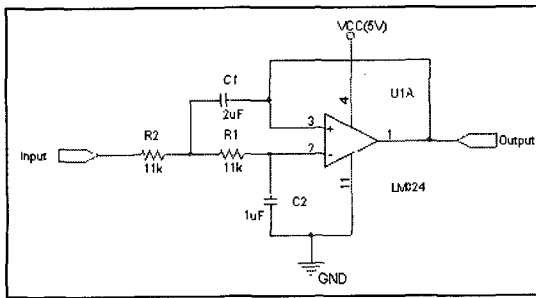 VCC(5V)
C1
2uF
4
U1A
3
+
1
R2
R1
2
-
Input
Output
11k
11k
11
LM324
1uF
C2
GND